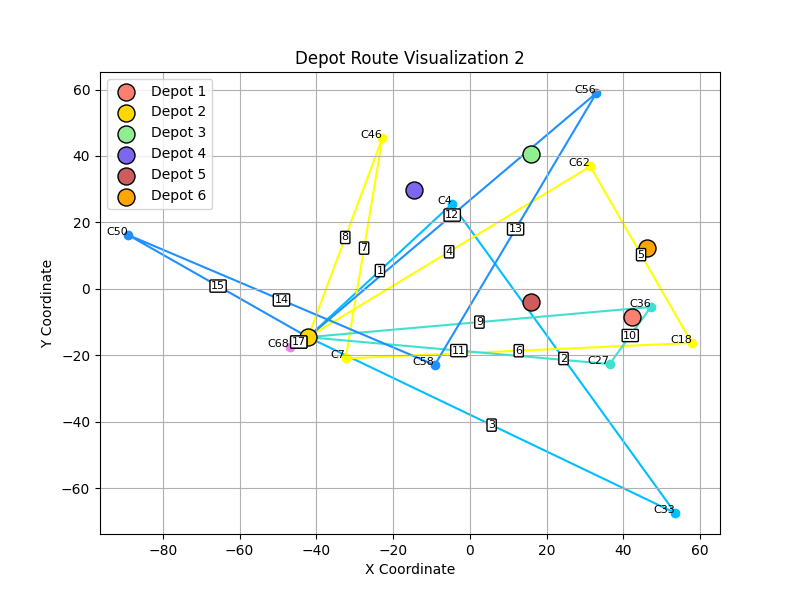 Depot Route Visualization 2
Depot 1
Depot 2
Depot 3
Depot 4
Depot 5
Depot 6
Y Coordinate
60
40
20
0
−20
−40
−60
−80
−60
−40
−20
0
20
40
60
X Coordinate
C56
C46
C62
C4
C50
C36
C68
C7
C58
C27
C18
C33
1
2
3
4
5
6
7
8
9
10
11
12
13
14
15
17